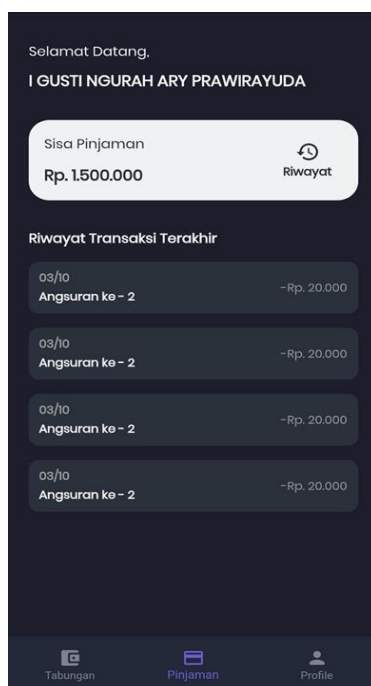 Selamat Datang,
I GUSTI NGURAH ARY PRAWIRAYUDA
Sisa Pinjaman
Rp. 1.500.000
Riwayat
Riwayat Transaksi Terakhir
03/10
Angsuran ke - 2
-Rp. 20.000
03/10
Angsuran ke - 2
-Rp. 20.000
03/10
Angsuran ke - 2
-Rp. 20.000
03/10
Angsuran ke - 2
-Rp. 20.000
Tabungan
Pinjaman
Profile